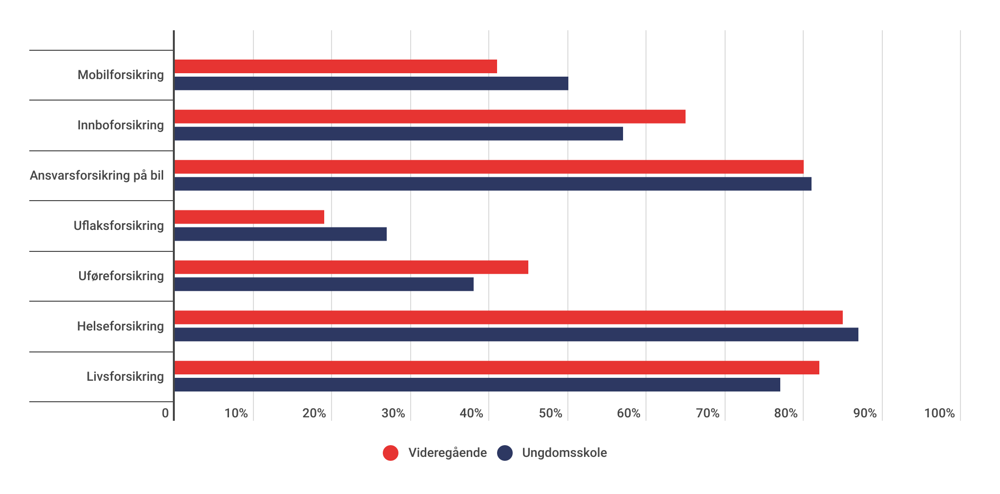 Mobilforsikring
Innboforsikring
Ansvarsforsikring på bil
Uflaksforsikring
Uføreforsikring
Helseforsikring
Livsforsikring
0 10% 20% 30% 40% 50% 60% 70% 80% 90% 100%
Videregående Ungdomsskole